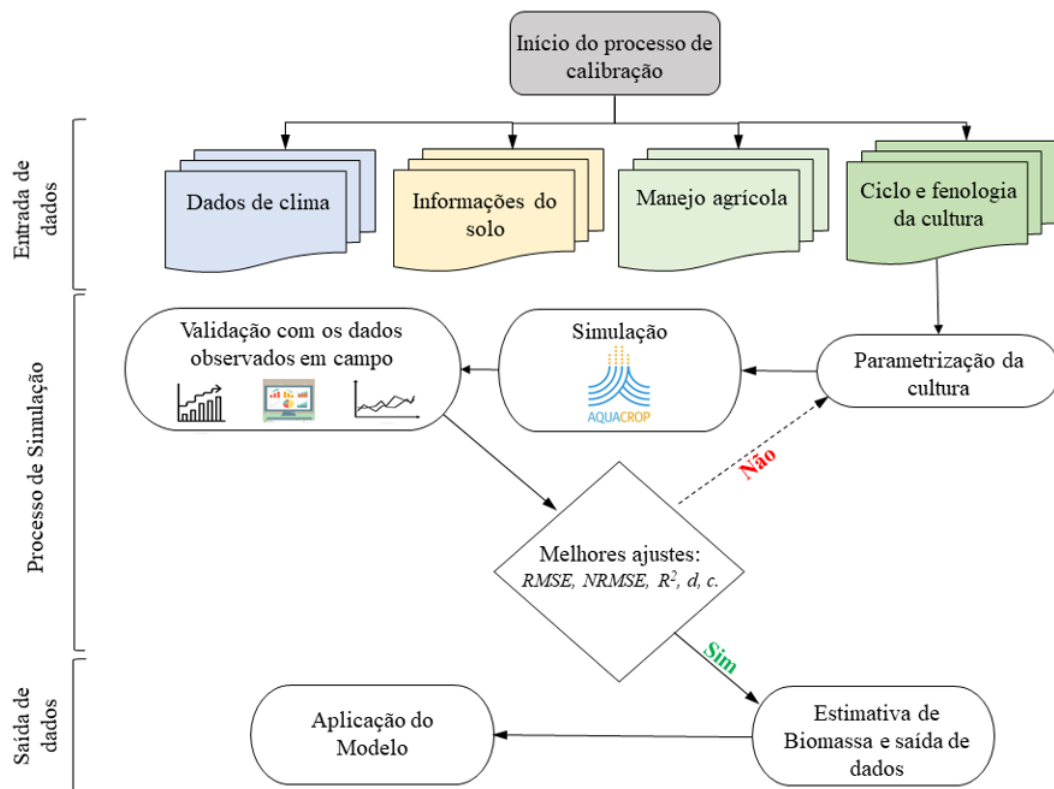 Início do processo de
calibração
Entrada de
dados
Dados de clima
Informações do
solo
Manejo agrícola
Ciclo e fenologia
da cultura
Processo de Simulação
Validação com os dados
observados em campo
Simulação
AQUACROP
Parametrização da
cultura
Não
Melhores ajustes:
RMSE, NRMSE, R², d, c.
Sim
Saída de
dados
Aplicação do
Modelo
Estimativa de
Biomassa e saída de
dados